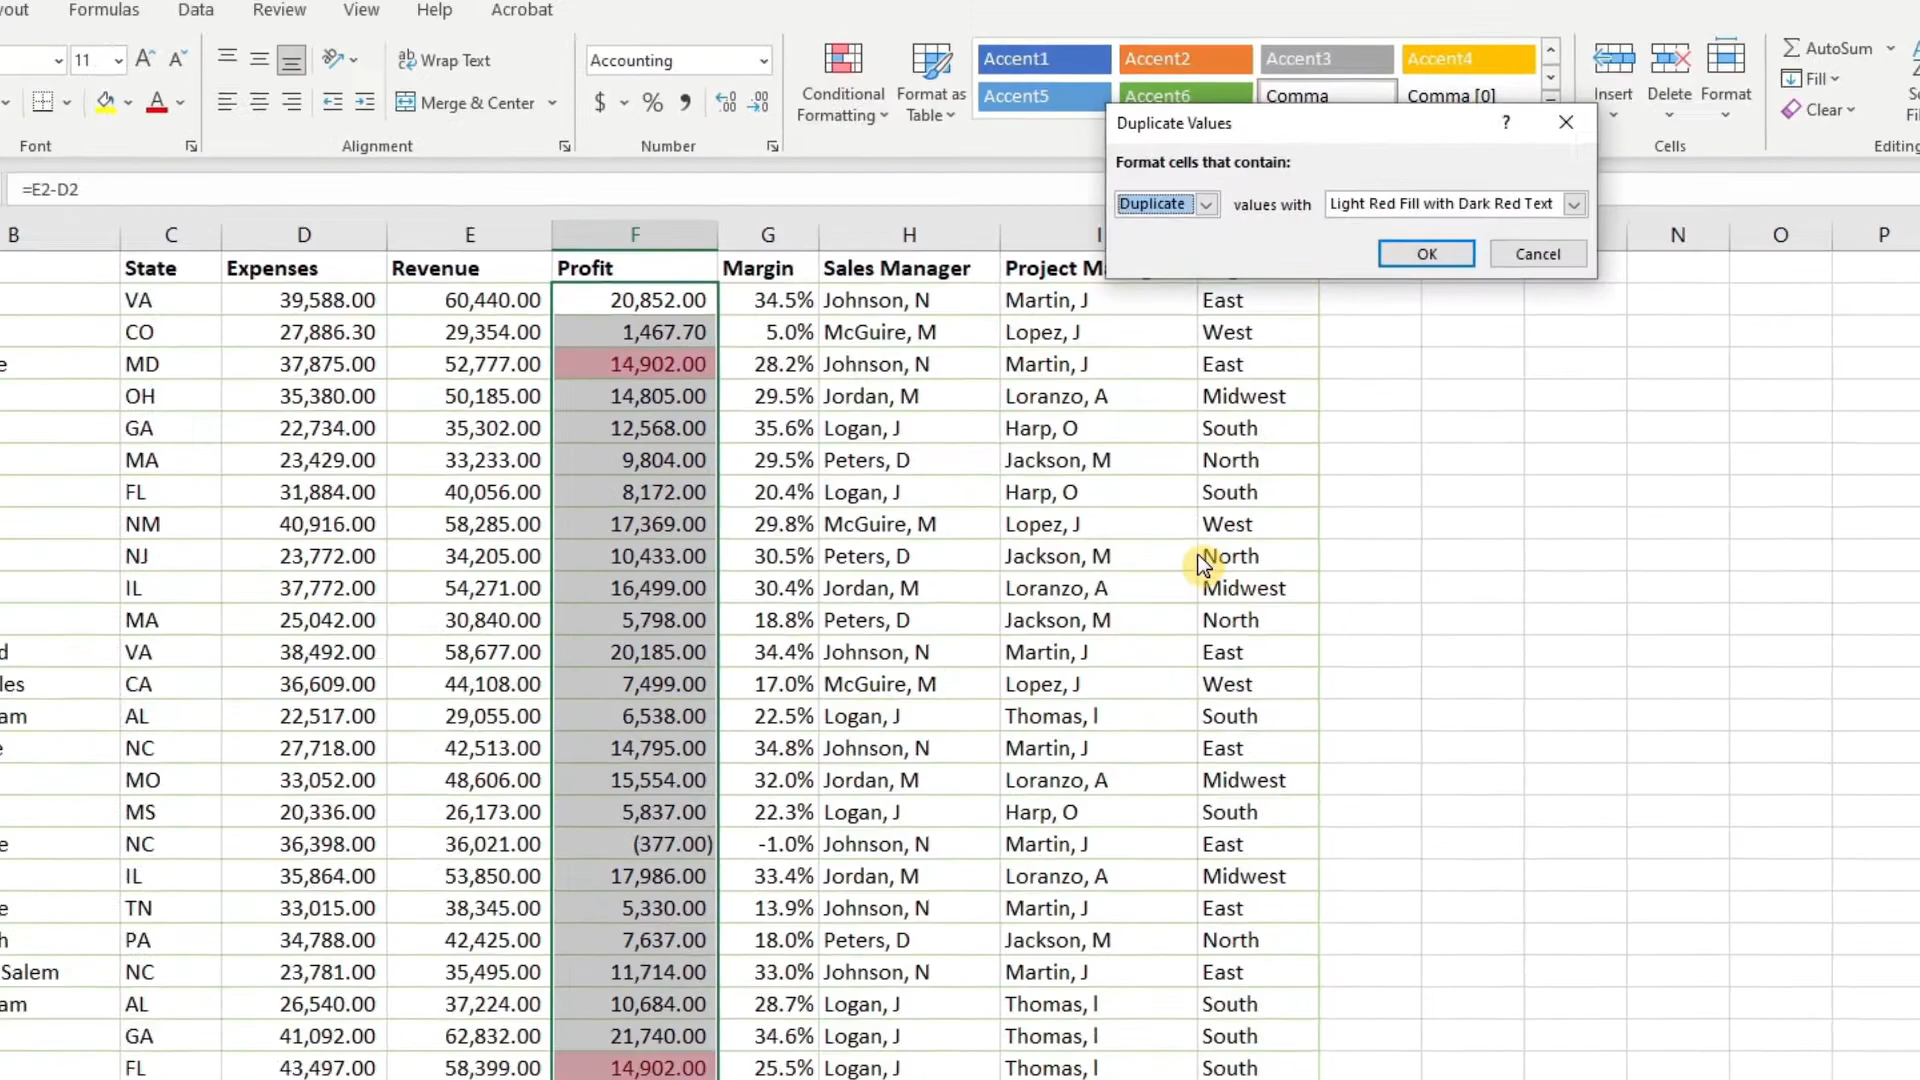 yout Formulas Data Review View Help Acrobat
11 A A Wrap Text Accounting Accent1 Accent2 Accent3 Accent4 AutoSum
A Merge & Center $ % Conditional Formatting Format as Table Accent5 Accent6 Comma Comma [0] Insert Delete Format Fill
Clear
Font Alignment Number Cells Editing
Duplicate Values ? ×
Format cells that contain:
Duplicate values with Light Red Fill with Dark Red Text
OK Cancel
=E2-D2
B C D E F G H I N O P
State Expenses Revenue Profit Margin Sales Manager Project M
VA 39,588.00 60,440.00 20,852.00 34.5% Johnson, N Martin, J East
CO 27,886.30 29,354.00 1,467.70 5.0% McGuire, M Lopez, J West
e MD 37,875.00 52,777.00 14,902.00 28.2% Johnson, N Martin, J East
OH 35,380.00 50,185.00 14,805.00 29.5% Jordan, M Loranzo, A Midwest
GA 22,734.00 35,302.00 12,568.00 35.6% Logan, J Harp, O South
MA 23,429.00 33,233.00 9,804.00 29.5% Peters, D Jackson, M North
FL 31,884.00 40,056.00 8,172.00 20.4% Logan, J Harp, O South
NM 40,916.00 58,285.00 17,369.00 29.8% McGuire, M Lopez, J West
NJ 23,772.00 34,205.00 10,433.00 30.5% Peters, D Jackson, M North
IL 37,772.00 54,271.00 16,499.00 30.4% Jordan, M Loranzo, A Midwest
MA 25,042.00 30,840.00 5,798.00 18.8% Peters, D Jackson, M North
d VA 38,492.00 58,677.00 20,185.00 34.4% Johnson, N Martin, J East
les CA 36,609.00 44,108.00 7,499.00 17.0% McGuire, M Lopez, J West
am AL 22,517.00 29,055.00 6,538.00 22.5% Logan, J Thomas, l South
e NC 27,718.00 42,513.00 14,795.00 34.8% Johnson, N Martin, J East
MO 33,052.00 48,606.00 15,554.00 32.0% Jordan, M Loranzo, A Midwest
MS 20,336.00 26,173.00 5,837.00 22.3% Logan, J Harp, O South
e NC 36,398.00 36,021.00 (377.00) -1.0% Johnson, N Martin, J East
IL 35,864.00 53,850.00 17,986.00 33.4% Jordan, M Loranzo, A Midwest
e TN 33,015.00 38,345.00 5,330.00 13.9% Johnson, N Martin, J East
h PA 34,788.00 42,425.00 7,637.00 18.0% Peters, D Jackson, M North
Salem NC 23,781.00 35,495.00 11,714.00 33.0% Johnson, N Martin, J East
am AL 26,540.00 37,224.00 10,684.00 28.7% Logan, J Thomas, l South
GA 41,092.00 62,832.00 21,740.00 34.6% Logan, J Thomas, l South
FL 43,497.00 58,399.00 14,902.00 25.5% Logan, J Thomas, l South